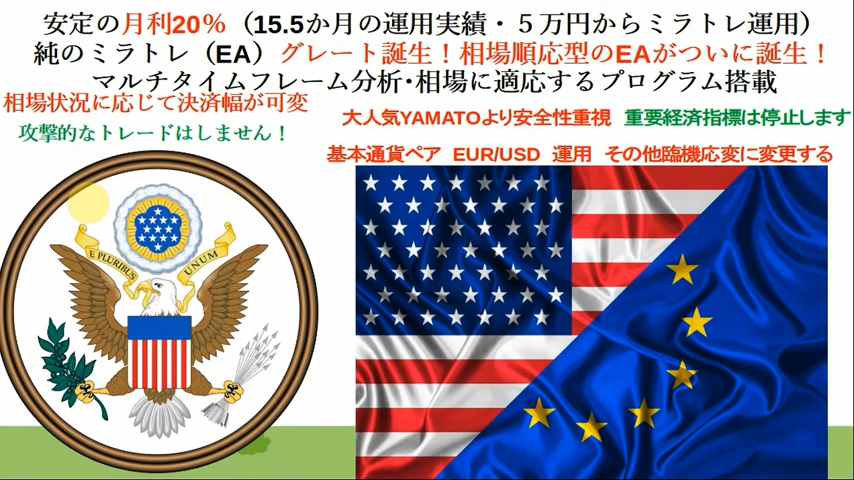 安定の月利20％（15.5か月の運用実績・５万円からミラトレ運用）
純のミラトレ（EA）グレート誕生！相場順応型のEAがついに誕生！
マルチタイムフレーム分析･相場に適応するプログラム搭載
相場状況に応じて決済幅が可変
大人気YAMATOより安全性重視 重要経済指標は停止します
攻撃的なトレードはしません！
基本通貨ペア EUR/USD 運用 その他臨機応変に変更する
E PLURIBUS UNUM